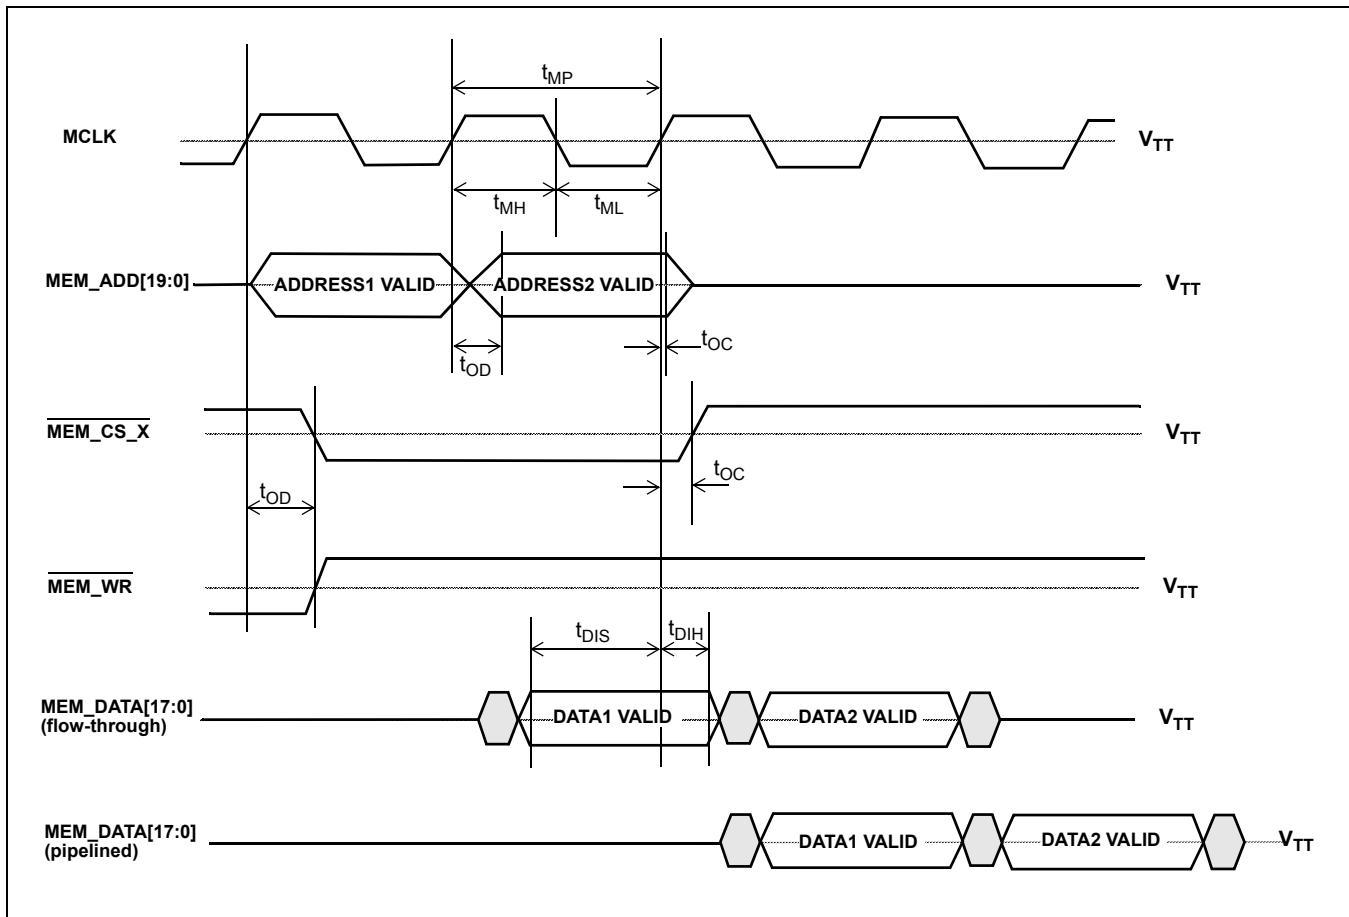 tMP
MCLK
VTT
tMH
tML
MEM_ADD[19:0]
ADDRESS1 VALID
ADDRESS2 VALID
VTT
tOD
tOC
MEM_CS_X
VTT
tOC
tOD
MEM_WR
VTT
tDIS
tDIH
MEM_DATA[17:0]
(flow-through)
DATA1 VALID
DATA2 VALID
VTT
MEM_DATA[17:0]
(pipelined)
DATA1 VALID
DATA2 VALID
VTT